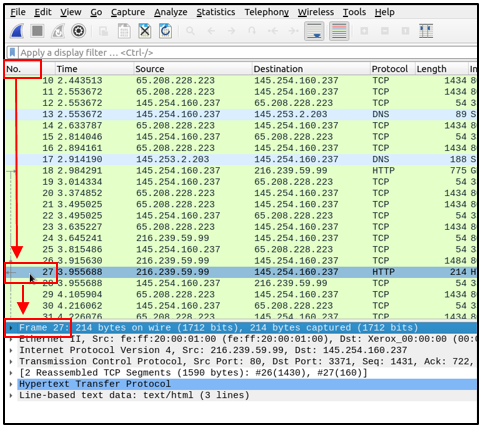 File Edit View Go Capture Analyze Statistics Telephony Wireless Tools Help
Apply a display filter … <Ctrl-/>
No. Time Source Destination Protocol Length In
10 2.443513 65.208.228.223 145.254.160.237 TCP 1434 8
11 2.553672 65.208.228.223 145.254.160.237 TCP 1434 8
12 2.553672 145.254.160.237 65.208.228.223 TCP 54 3
13 2.553672 145.254.160.237 145.253.2.203 DNS 89 S
14 2.633787 65.208.228.223 145.254.160.237 TCP 1434 8
15 2.814046 65.208.228.223 145.254.160.237 TCP 1434 8
16 2.894161 145.254.160.237 65.208.228.223 TCP 54 3
17 2.914190 145.253.2.203 145.254.160.237 DNS 188 S
18 2.984291 145.254.160.237 216.239.59.99 HTTP 775 G
19 3.014334 145.254.160.237 65.208.228.223 TCP 54 3
20 3.374852 65.208.228.223 145.254.160.237 TCP 1434 8
21 3.495025 65.208.228.223 145.254.160.237 TCP 1434 8
22 3.495025 145.254.160.237 65.208.228.223 TCP 54 3
23 3.635227 65.208.228.223 145.254.160.237 TCP 1434 8
24 3.645241 216.239.59.99 145.254.160.237 TCP 54 8
25 3.815486 145.254.160.237 65.208.228.223 TCP 54 3
26 3.915630 216.239.59.99 145.254.160.237 TCP 1484 8
27 3.955688 216.239.59.99 145.254.160.237 HTTP 214 H
28 3.955688 145.254.160.237 216.239.59.99 TCP 54 3
29 4.105904 65.208.228.223 145.254.160.237 TCP 1434 8
30 4.216062 145.254.160.237 65.208.228.223 TCP 54 3
31 4.226076 65.208.228.223 145.254.160.237 TCP 1434 8
Frame 27: 214 bytes on wire (1712 bits), 214 bytes captured (1712 bits)
Ethernet II, Src: fe:ff:20:00:01:00 (fe:ff:20:00:01:00), Dst: Xerox_00:00:00 (00:
Internet Protocol Version 4, Src: 216.239.59.99, Dst: 145.254.160.237
Transmission Control Protocol, Src Port: 80, Dst Port: 3371, Seq: 1431, Ack: 722,
[2 Reassembled TCP Segments (1590 bytes): #26(1430), #27(160)]
Hypertext Transfer Protocol
Line-based text data: text/html (3 lines)